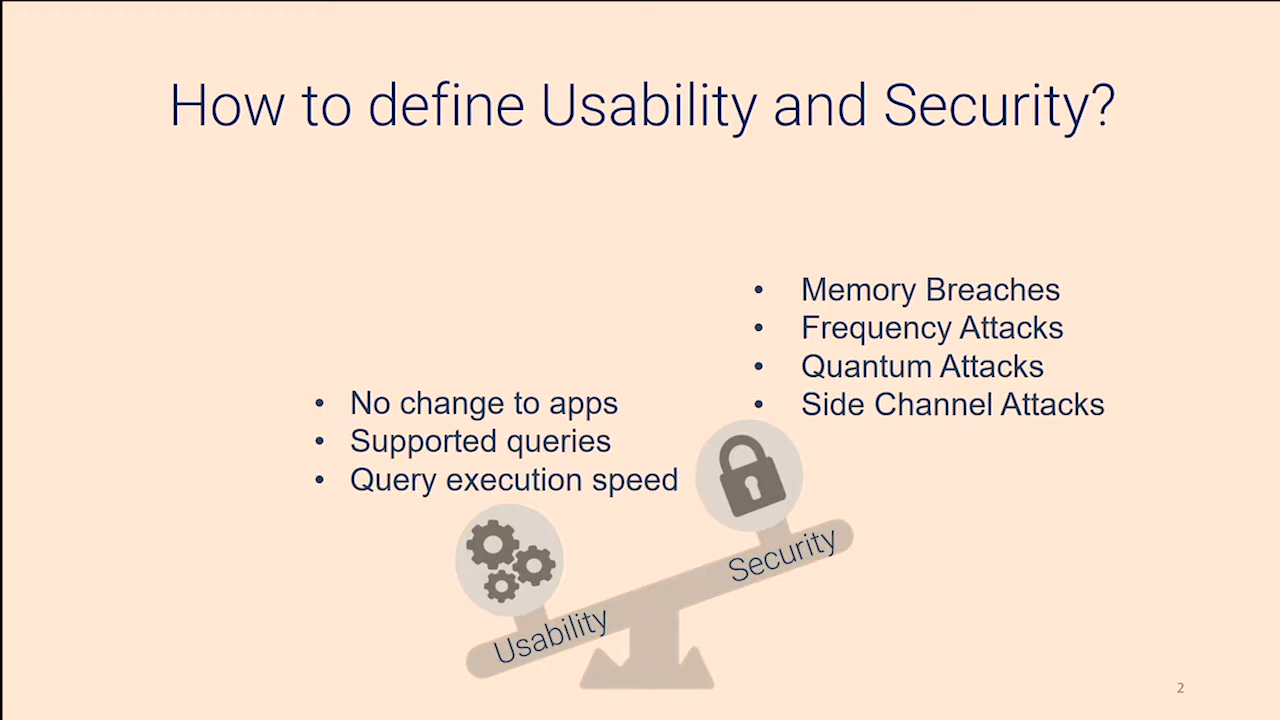 How to define Usability and Security?
• Memory Breaches
• Frequency Attacks
• Quantum Attacks
• Side Channel Attacks
• No change to apps
• Supported queries
• Query execution speed
Security
Usability
2